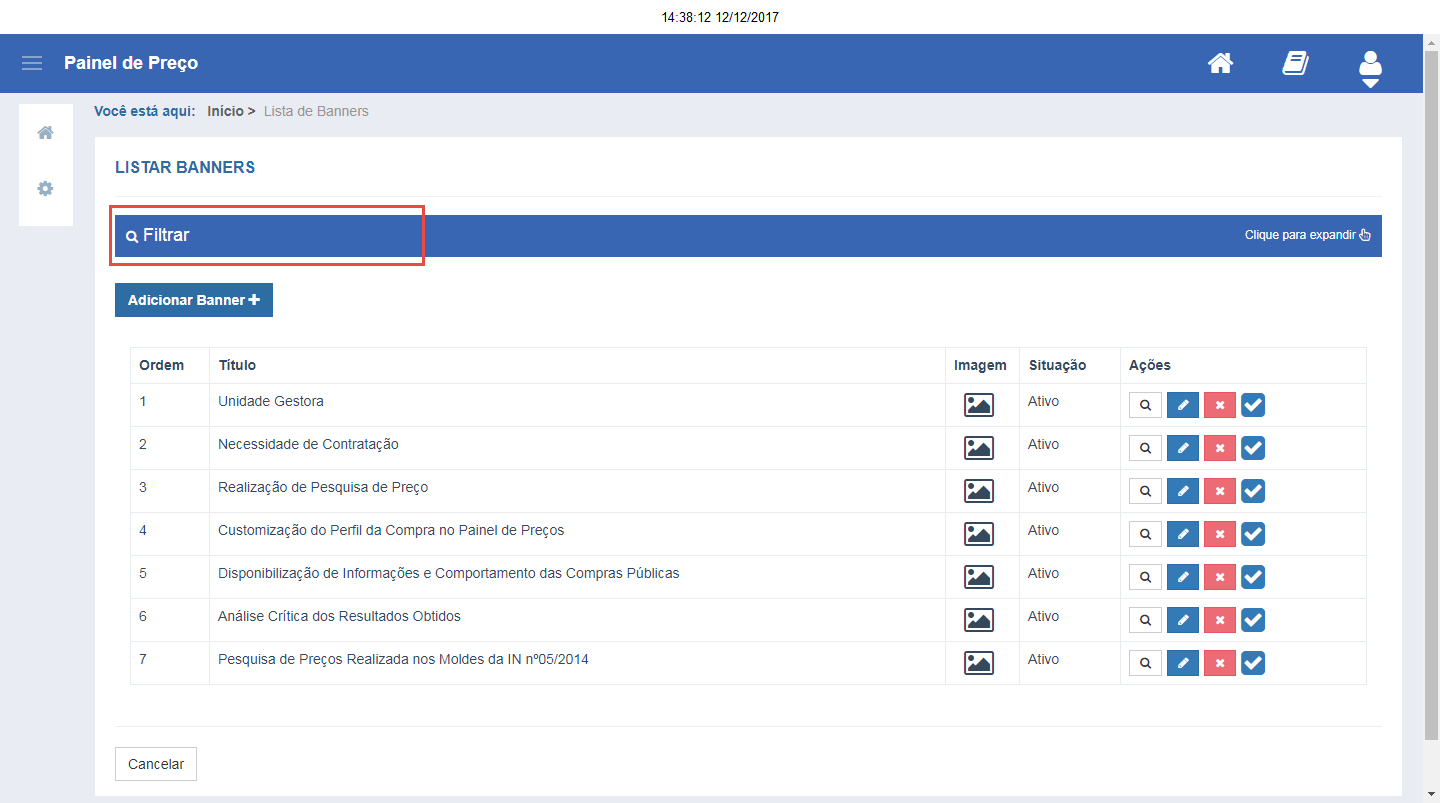 14:38:12 12/12/2017
Painel de Preço
Você está aqui: Início > Lista de Banners
LISTAR BANNERS
Filtrar Clique para expandir
Adicionar Banner
Ordem Título Imagem Situação Ações
1 Unidade Gestora Ativo
2 Necessidade de Contratação Ativo
3 Realização de Pesquisa de Preço Ativo
4 Customização do Perfil da Compra no Painel de Preços Ativo
5 Disponibilização de Informações e Comportamento das Compras Públicas Ativo
6 Análise Crítica dos Resultados Obtidos Ativo
7 Pesquisa de Preços Realizada nos Moldes da IN nº05/2014 Ativo
Cancelar